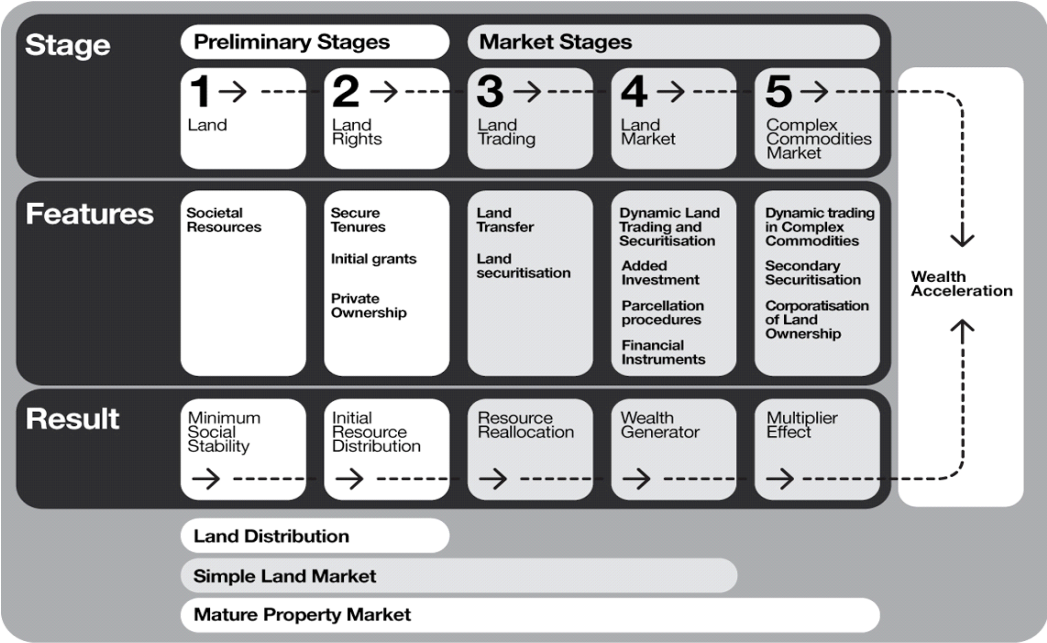 Stage
Preliminary Stages
Market Stages
1
Land
2
Land
Rights
3
Land
Trading
4
Land
Market
5
Complex
Commodities
Market
Features
Societal
Resources
Secure
Tenures
Initial grants
Private
Ownership
Land
Transfer
Land
securitisation
Dynamic Land
Trading and
Securitisation
Added
Investment
Parcellation
procedures
Financial
Instruments
Dynamic trading
in Complex
Commodities
Secondary
Securitisation
Corporatisation
of Land
Ownership
Wealth
Acceleration
Result
Minimum
Social
Stability
Initial
Resource
Distribution
Resource
Reallocation
Wealth
Generator
Multiplier
Effect
Land Distribution
Simple Land Market
Mature Property Market